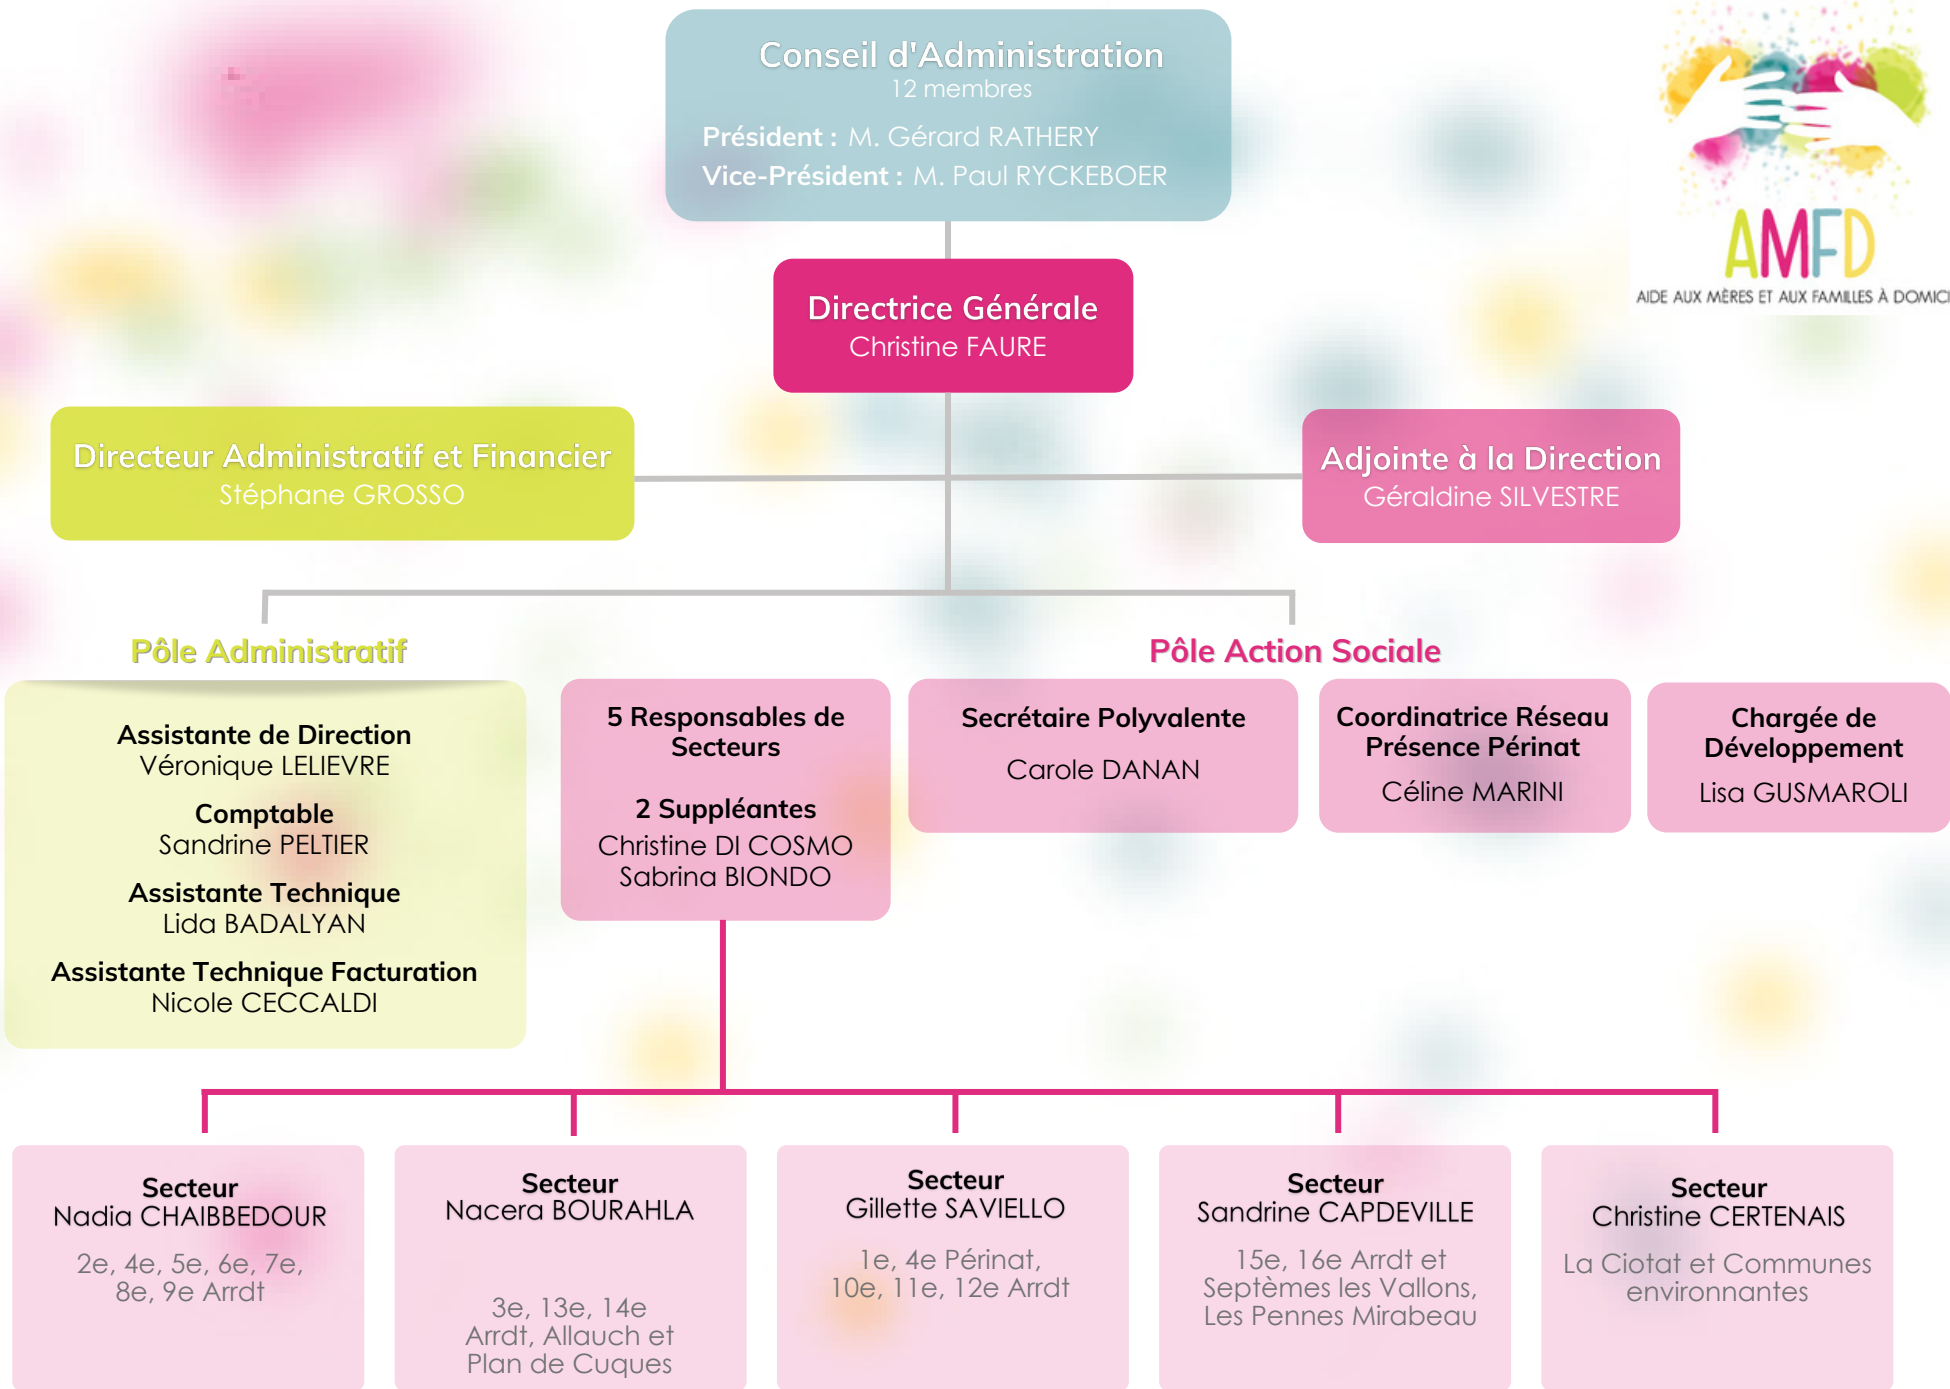 Conseil d'Administration
12 membres
Président : M. Gérard RATHERY
Vice-Président : M. Paul RYCKEBOER
AMFD
AIDE AUX MÈRES ET AUX FAMILLES À DOMICI
Directrice Générale
Christine FAURE
Directeur Administratif et Financier
Stéphane GROSSO
Adjointe à la Direction
Géraldine SILVESTRE
Pôle Administratif
Assistante de Direction
Véronique LELIEVRE
Comptable
Sandrine PELTIER
Assistante Technique
Lida BADALYAN
Assistante Technique Facturation
Nicole CECCALDI
Pôle Action Sociale
5 Responsables de
Secteurs
2 Suppléantes
Christine DI COSMO
Sabrina BIONDO
Secrétaire Polyvalente
Carole DANAN
Coordinatrice Réseau
Présence Périnat
Céline MARINI
Chargée de
Développement
Lisa GUSMAROLI
Secteur
Nadia CHAIBBEDOUR
2e, 4e, 5e, 6e, 7e,
8e, 9e Arrdt
Secteur
Nacera BOURAHLA
3e, 13e, 14e
Arrdt, Allauch et
Plan de Cuques
Secteur
Gillette SAVIELLO
1e, 4e Périnat,
10e, 11e, 12e Arrdt
Secteur
Sandrine CAPDEVILLE
15e, 16e Arrdt et
Septèmes les Vallons,
Les Pennes Mirabeau
Secteur
Christine CERTENAIS
La Ciotat et Communes
environnantes